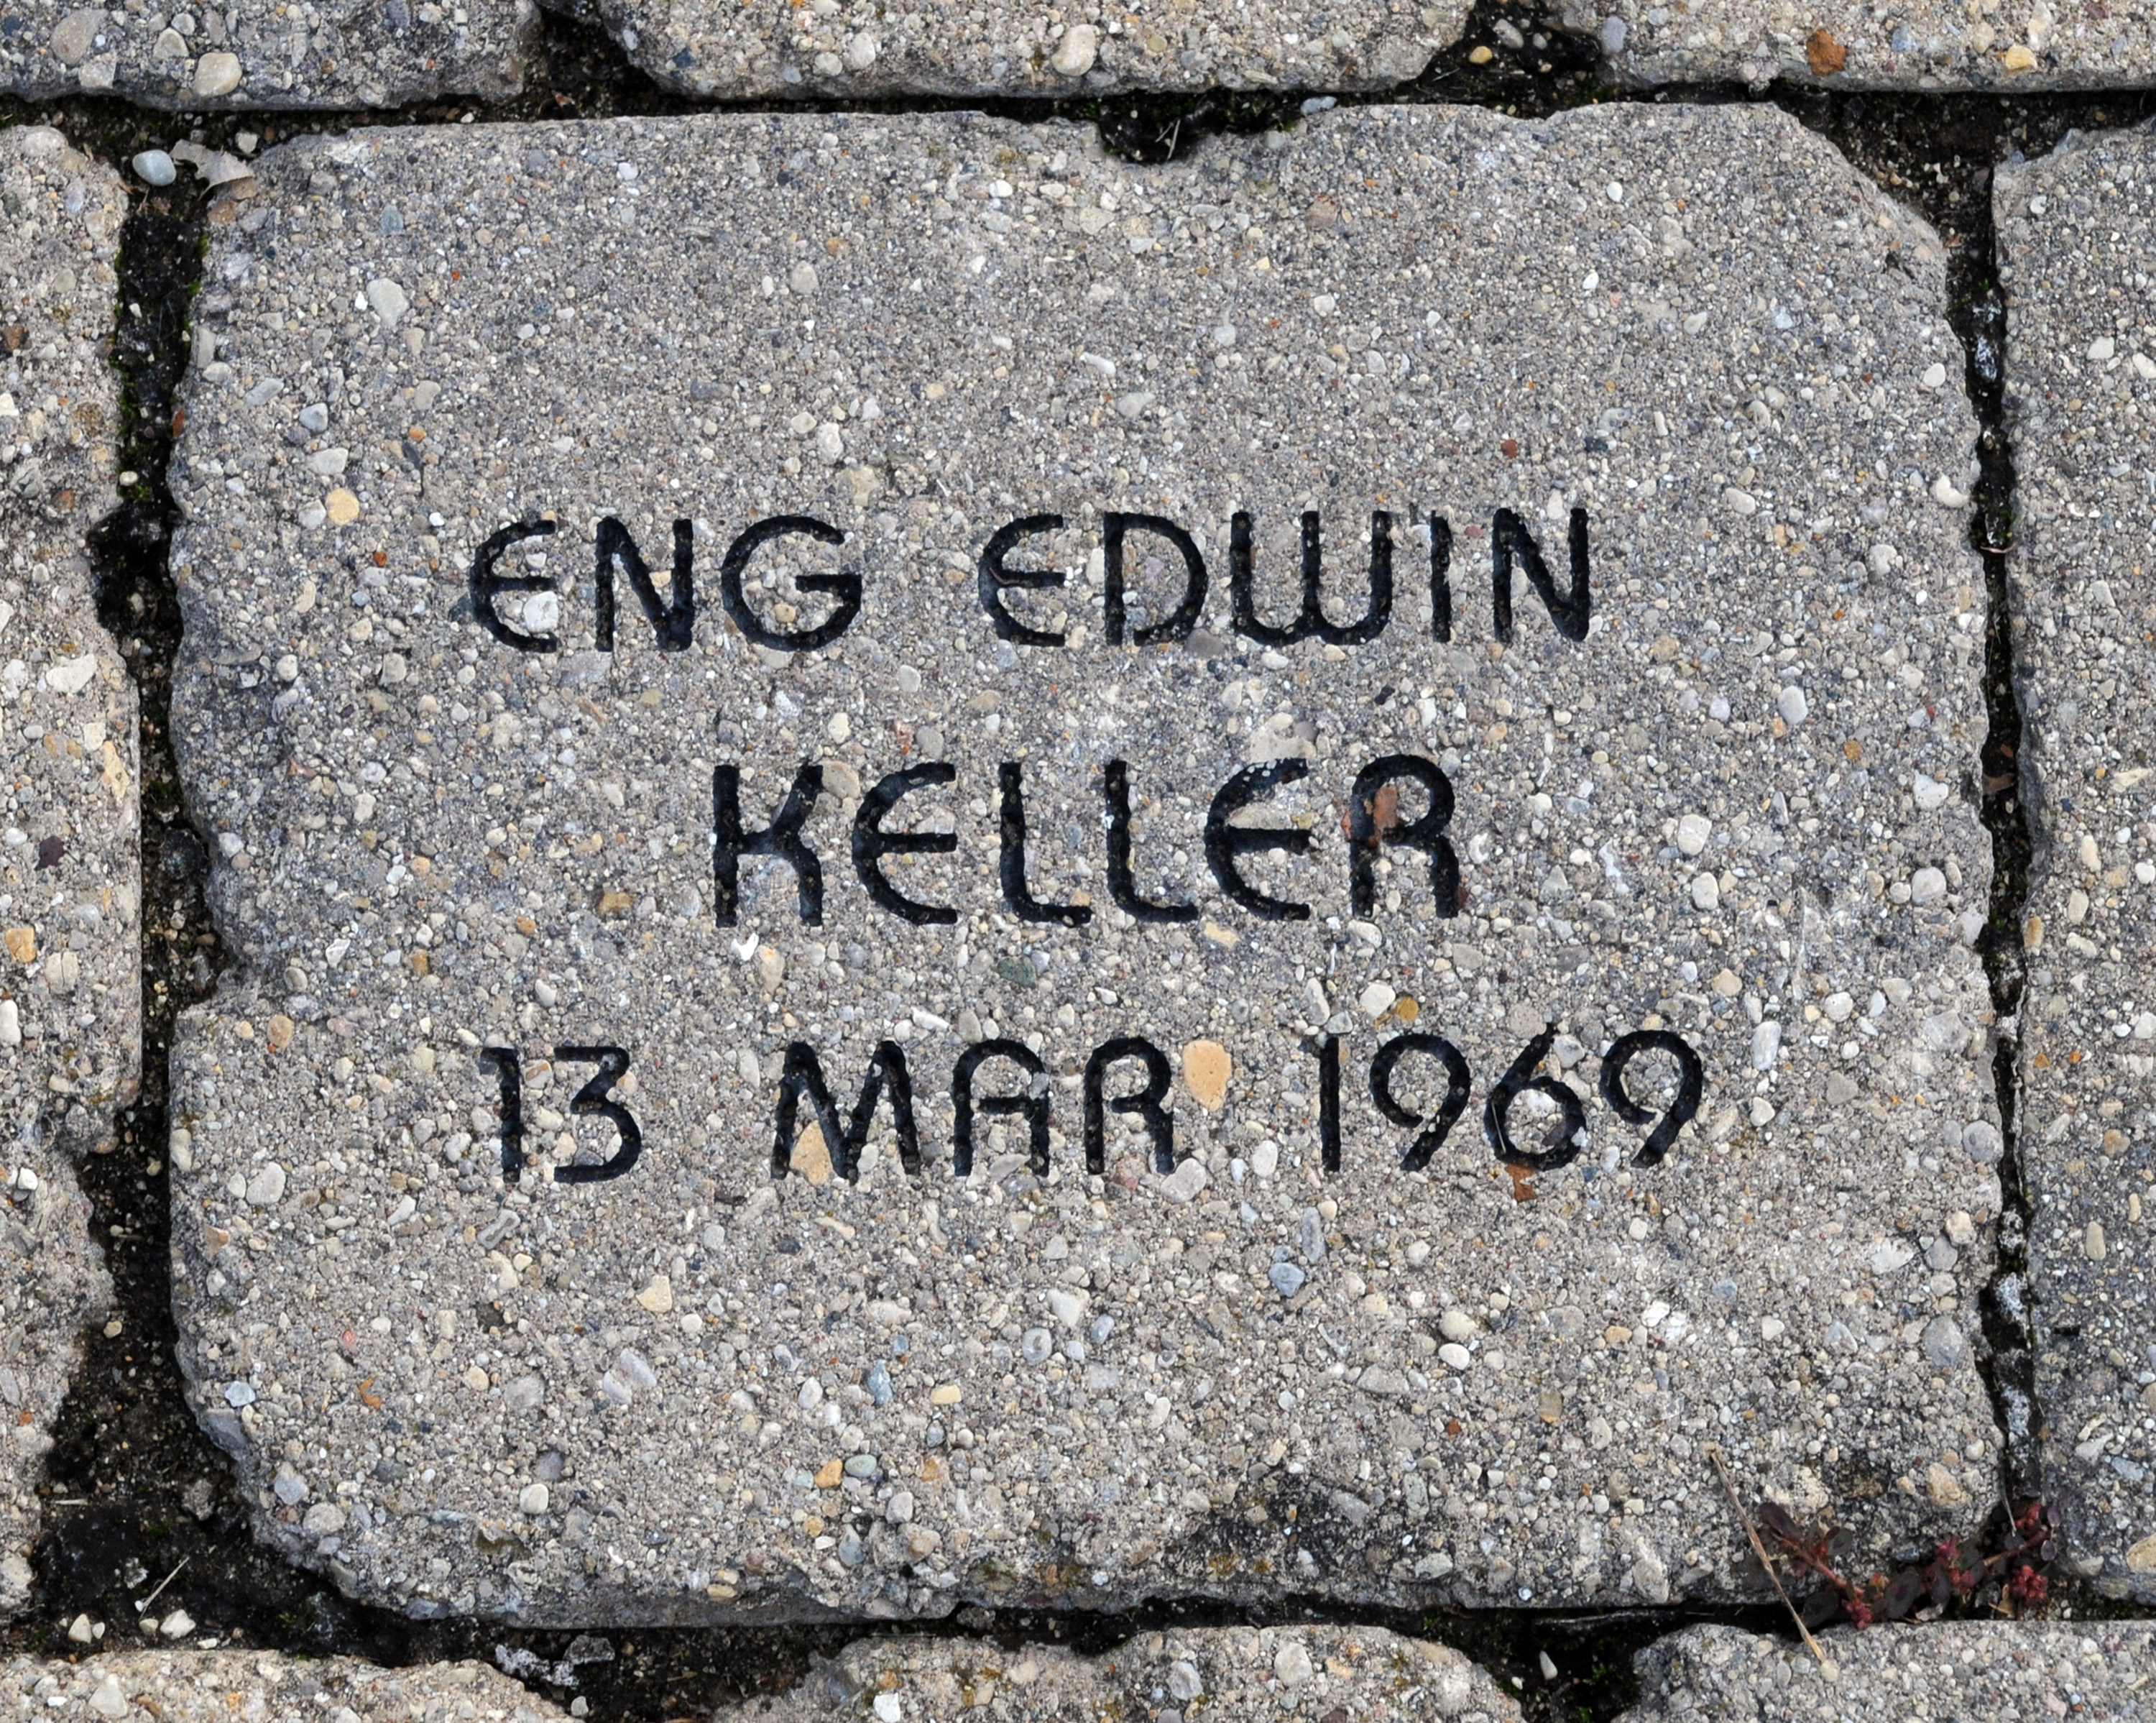 ENG EDWIN
KELLER
13 MAR 1969